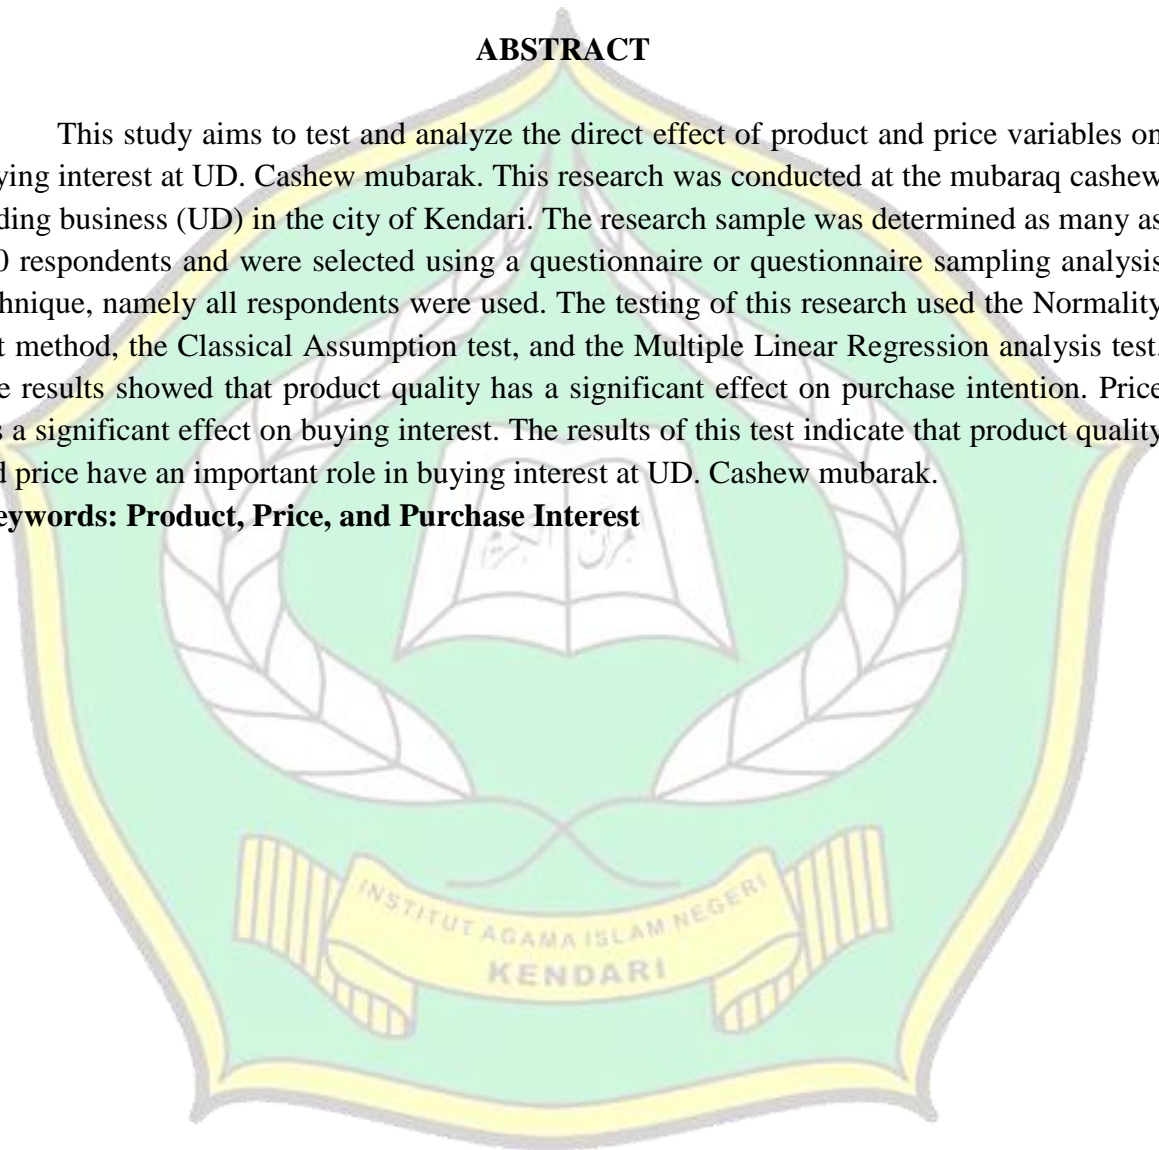 ABSTRACT
This study aims to test and analyze the direct effect of product and price variables on
ying interest at UD. Cashew mubarak. This research was conducted at the mubaraq cashew
ding business (UD) in the city of Kendari. The research sample was determined as many as
0 respondents and were selected using a questionnaire or questionnaire sampling analysis
hnique, namely all respondents were used. The testing of this research used the Normality
t method, the Classical Assumption test, and the Multiple Linear Regression analysis test.
e results showed that product quality has a significant effect on purchase intention. Price
s a significant effect on buying interest. The results of this test indicate that product quality
d price have an important role in buying interest at UD. Cashew mubarak.
eywords: Product, Price, and Purchase Interest
INSTITUT AGAMA ISLAM NEGERI
KENDARI